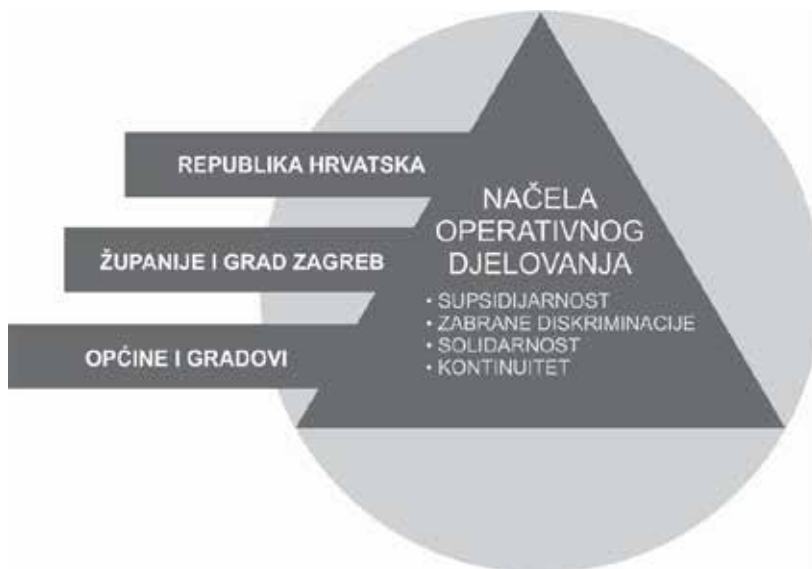 REPUBLIKA HRVATSKA
ŽUPANIJE I GRAD ZAGREB
OPĆINE I GRADOVI
NAČELA
OPERATIVNOG
DJELOVANJA
• SUPSIDIJARNOST
• ZABRANE DISKRIMINACIJE
• SOLIDARNOST
• KONTINUITET